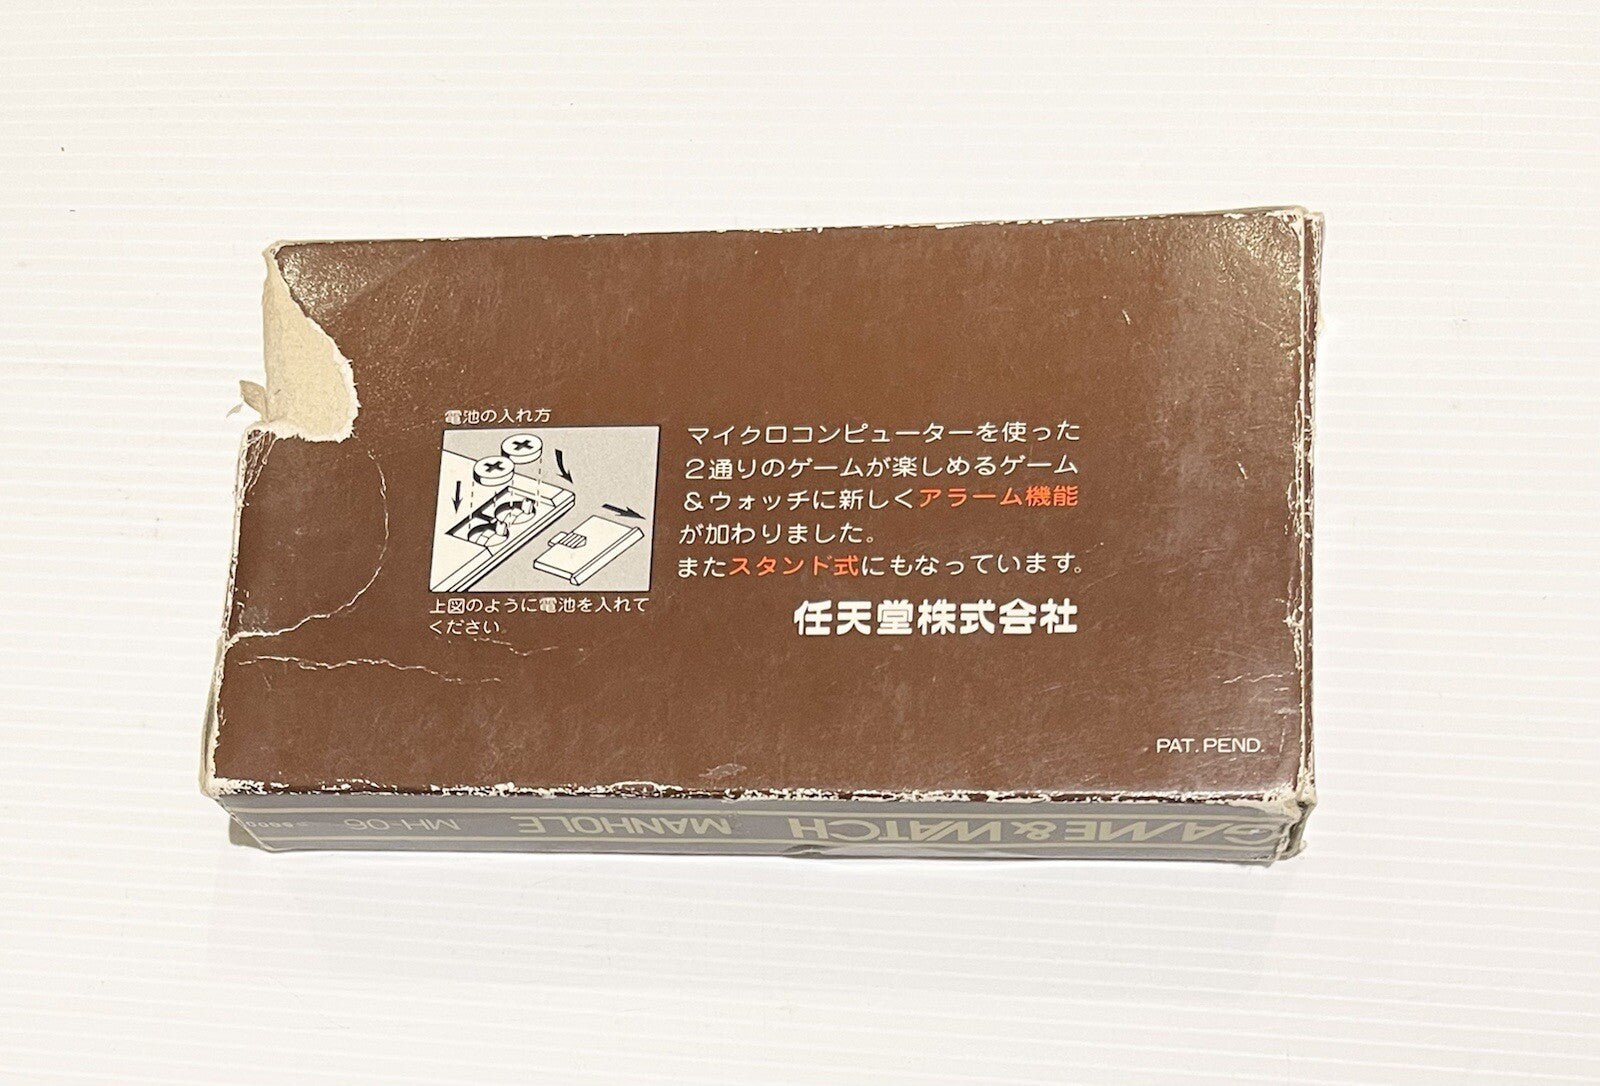 電池の入れ方
上図のように電池を入れて
ください。
マイクロコンピューターを使った
2通りのゲームが楽しめるゲーム
&ウォッチに新しくアラーム機能
が加わりました。
またスタンド式にもなっています。
任天堂株式会社
PAT. PEND.
GAME&WATCH MANHOLE MH-06